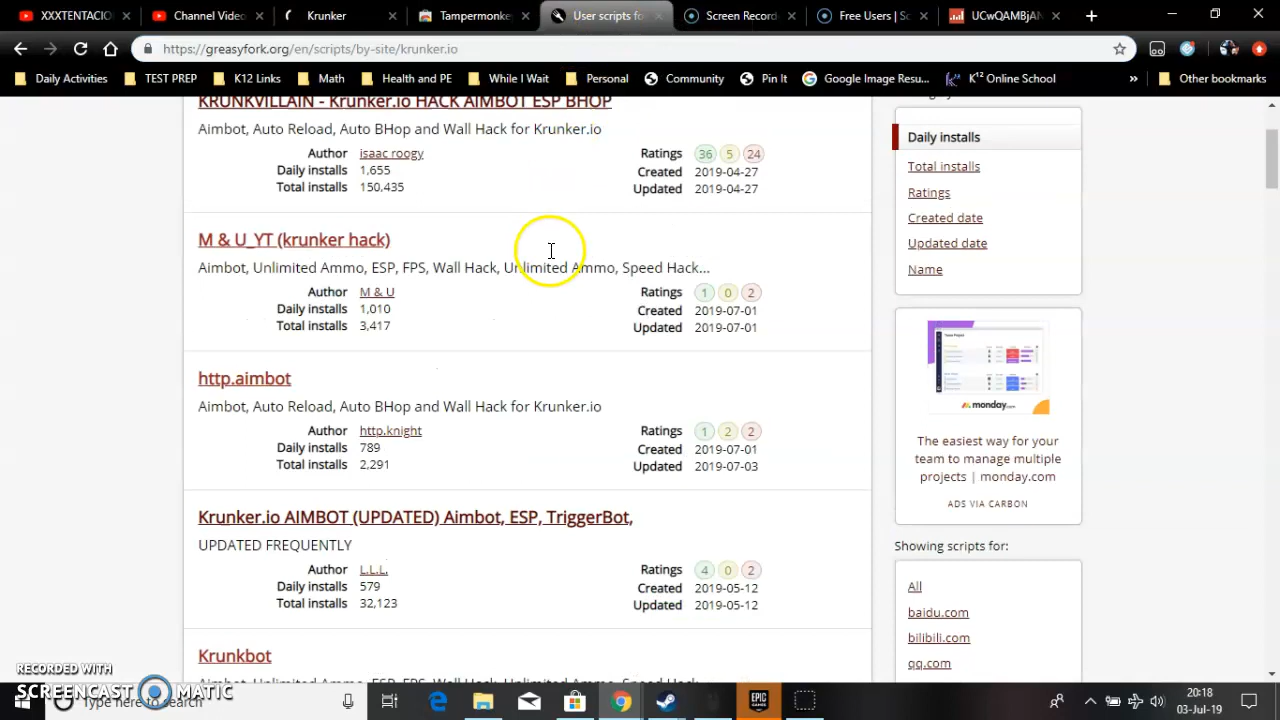 XXXTENTACIO
Channel Video
Krunker
Tampermonke
User scripts fo
Screen Record
Free Users | Sc
UCwQAMBjAN
https://greasyfork.org/en/scripts/by-site/krunker.io
Daily Activities
TEST PREP
K12 Links
Math
Health and PE
While I Wait
Personal
Community
Pin It
Google Image Resu...
K¹² Online School
»
Other bookmarks
KRUNKVILLAIN - Krunker.io HACK AIMBOT ESP BHOP
Aimbot, Auto Reload, Auto BHop and Wall Hack for Krunker.io
Author isaac roogy
Daily installs 1,655
Total installs 150,435
Ratings 36 5 24
Created 2019-04-27
Updated 2019-04-27
M & U_YT (krunker hack)
Aimbot, Unlimited Ammo, ESP, FPS, Wall Hack, Unlimited Ammo, Speed Hack...
Author M & U
Daily installs 1,010
Total installs 3,417
Ratings 1 0 2
Created 2019-07-01
Updated 2019-07-01
http.aimbot
Aimbot, Auto Reload, Auto BHop and Wall Hack for Krunker.io
Author http.knight
Daily installs 789
Total installs 2,291
Ratings 1 2 2
Created 2019-07-01
Updated 2019-07-03
Krunker.io AIMBOT (UPDATED) Aimbot, ESP, TriggerBot,
UPDATED FREQUENTLY
Author L.L.L.
Daily installs 579
Total installs 32,123
Ratings 4 0 2
Created 2019-05-12
Updated 2019-05-12
Krunkbot
Daily installs
Total installs
Ratings
Created date
Updated date
Name
monday.com
The easiest way for your
team to manage multiple
projects | monday.com
ADS VIA CARBON
Showing scripts for:
All
baidu.com
bilibili.com
qq.com
RECORDED WITH
SCREENCAST MATIC
Type here to search
EPIC GAMES
20:18
03-Jul-19